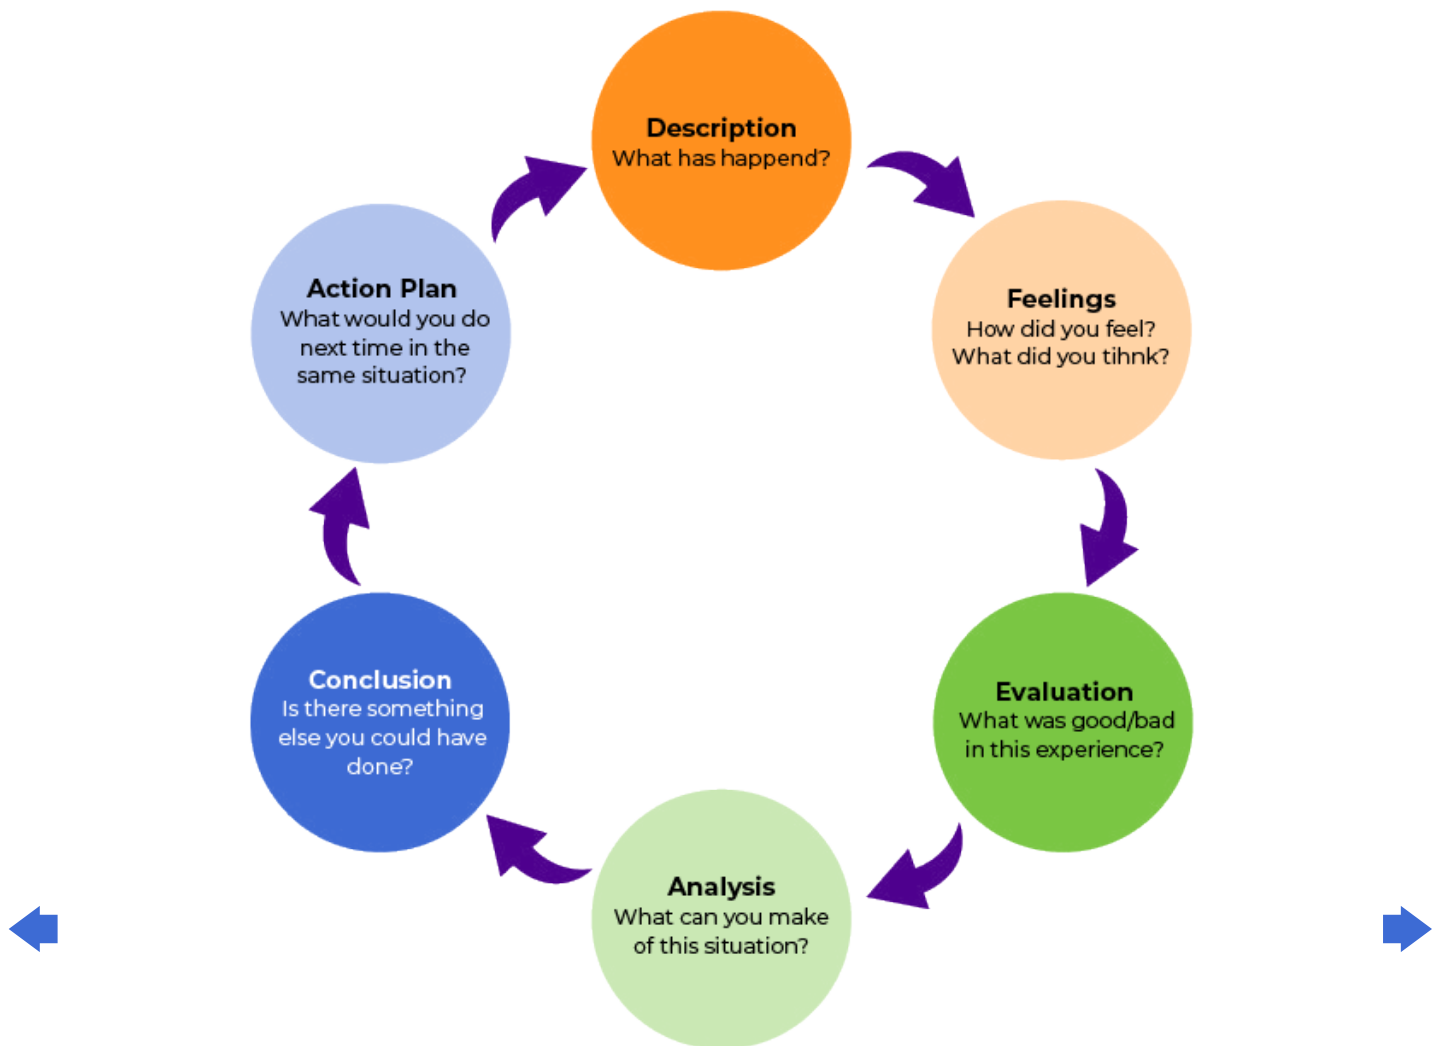 Description
What has happend?
Feelings
How did you feel?
What did you tihnk?
Evaluation
What was good/bad
in this experience?
Analysis
What can you make
of this situation?
Conclusion
Is there something
else you could have
done?
Action Plan
What would you do
next time in the
same situation?